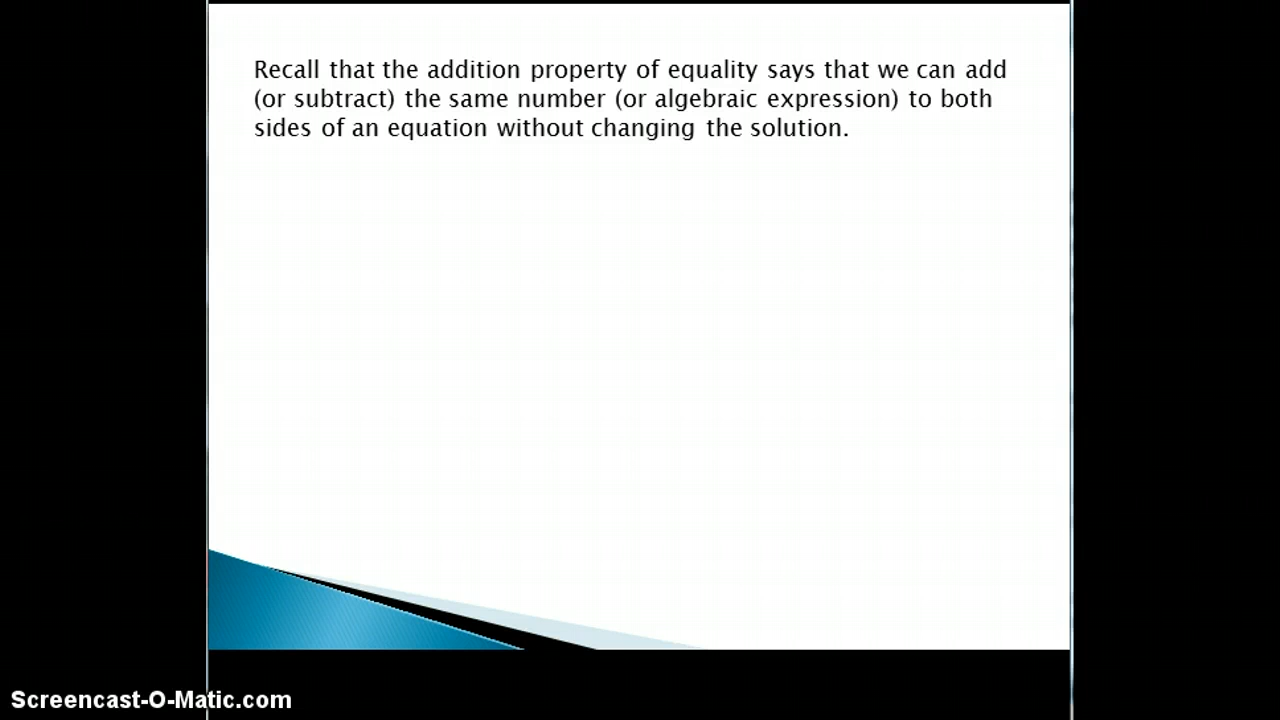 Recall that the addition property of equality says that we can add
(or subtract) the same number (or algebraic expression) to both
sides of an equation without changing the solution.
Screencast-O-Matic.com